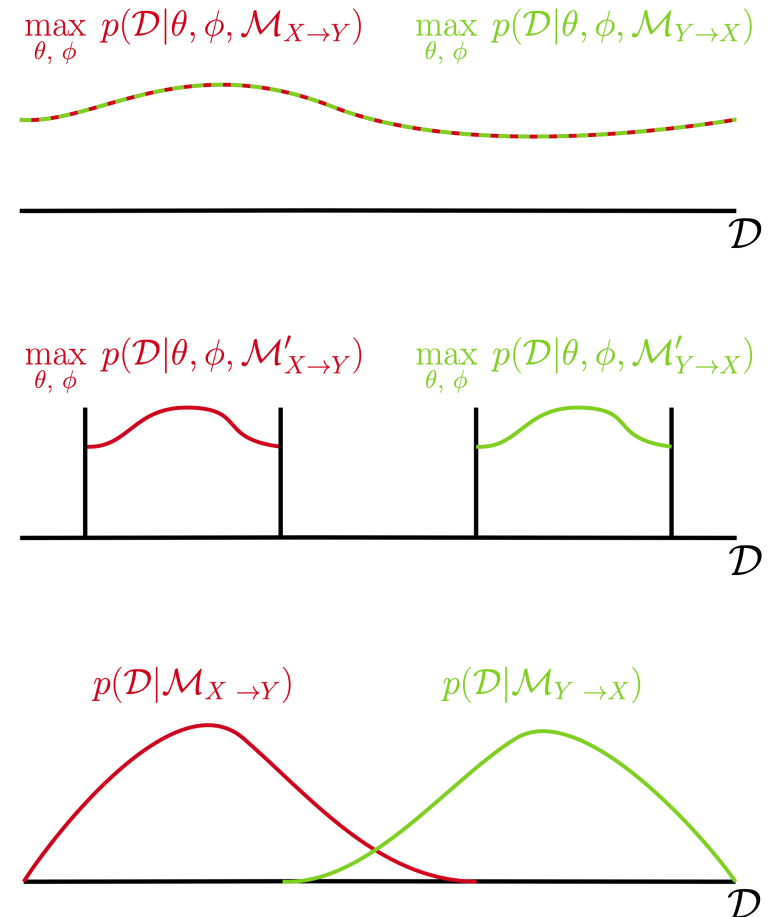 max θ, ϕ p(𝒟|θ, ϕ, ℳ_{X→Y}) max θ, ϕ p(𝒟|θ, ϕ, ℳ_{Y→X})
𝒟
max θ, ϕ p(𝒟|θ, ϕ, ℳ′_{X→Y}) max θ, ϕ p(𝒟|θ, ϕ, ℳ′_{Y→X})
𝒟
p(𝒟|ℳ_{X →Y}) p(𝒟|ℳ_{Y →X})
𝒟